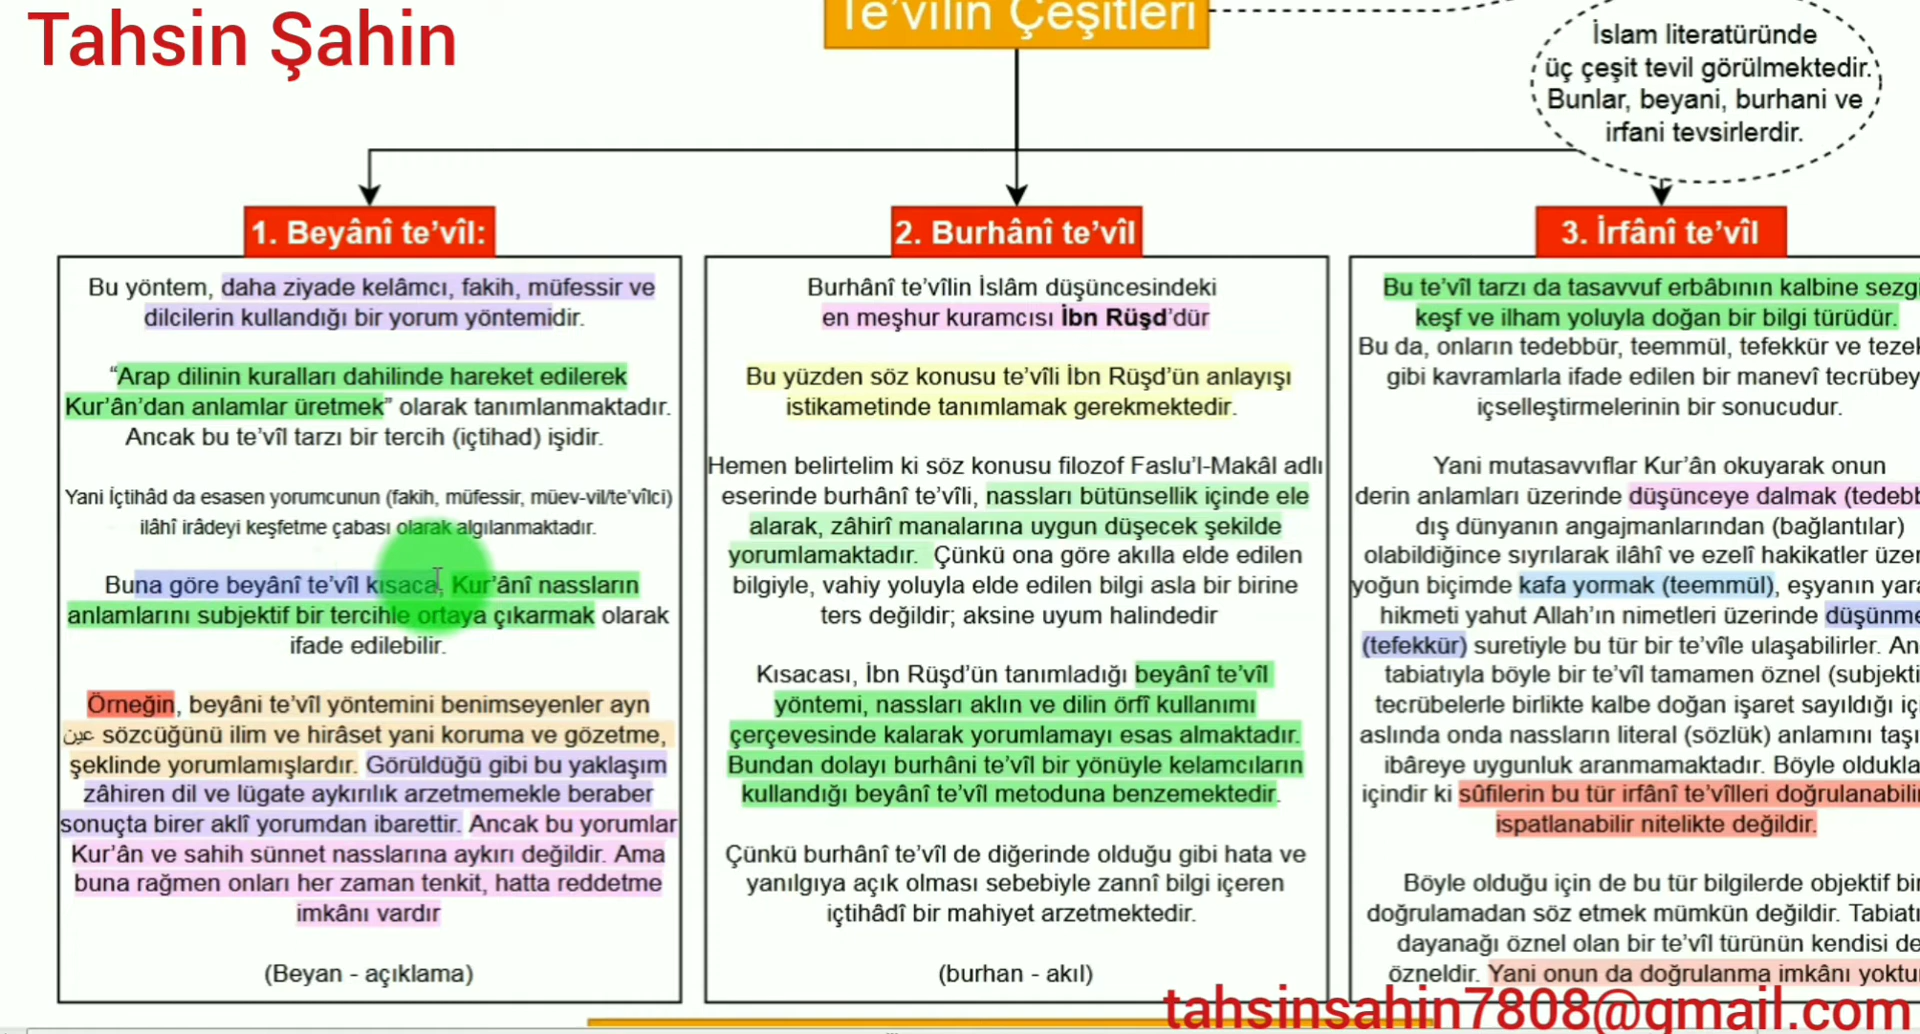 Tahsin Şahin
Te'vilin Çeşitleri
İslam literatüründe
üç çeşit tevil görülmektedir.
Bunlar, beyani, burhani ve
irfani tevsirlerdir.
1. Beyânî te'vîl:
Bu yöntem, daha ziyade kelâmcı, fakih, müfessir ve
dilcilerin kullandığı bir yorum yöntemidir.
“Arap dilinin kuralları dahilinde hareket edilerek
Kur'ân'dan anlamlar üretmek” olarak tanımlanmaktadır.
Ancak bu te'vîl tarzı bir tercih (içtihad) işidir.
Yani İçtihâd da esasen yorumcunun (fakih, müfessir, müev-vil/te'vîlci)
ilâhî irâdeyi keşfetme çabası olarak algılanmaktadır.
Buna göre beyânî te'vîl kısaca, Kur'ânî nassların
anlamlarını subjektif bir tercihle ortaya çıkarmak olarak
ifade edilebilir.
Örneğin, beyâni te'vîl yöntemini benimseyenler ayn
عين sözcüğünü ilim ve hirâset yani koruma ve gözetme,
şeklinde yorumlamışlardır. Görüldüğü gibi bu yaklaşım
zâhiren dil ve lügate aykırılık arzetmemekle beraber
sonuçta birer aklî yorumdan ibarettir. Ancak bu yorumlar
Kur'ân ve sahih sünnet nasslarına aykırı değildir. Ama
buna rağmen onları her zaman tenkit, hatta reddetme
imkânı vardır
(Beyan - açıklama)
2. Burhânî te'vîl
Burhânî te'vîlin İslâm düşüncesindeki
en meşhur kuramcısı İbn Rüşd'dür
Bu yüzden söz konusu te'vîli İbn Rüşd'ün anlayışı
istikametinde tanımlamak gerekmektedir.
Hemen belirtelim ki söz konusu filozof Faslu'l-Makâl adlı
eserinde burhânî te'vîli, nassları bütünsellik içinde ele
alarak, zâhirî manalarına uygun düşecek şekilde
yorumlamaktadır. Çünkü ona göre akılla elde edilen
bilgiyle, vahiy yoluyla elde edilen bilgi asla bir birine
ters değildir; aksine uyum halindedir
Kısacası, İbn Rüşd'ün tanımladığı beyânî te'vîl
yöntemi, nassları aklın ve dilin örfî kullanımı
çerçevesinde kalarak yorumlamayı esas almaktadır.
Bundan dolayı burhâni te'vîl bir yönüyle kelamcıların
kullandığı beyânî te'vîl metoduna benzemektedir.
Çünkü burhânî te'vîl de diğerinde olduğu gibi hata ve
yanılgıya açık olması sebebiyle zannî bilgi içeren
içtihâdî bir mahiyet arzetmektedir.
(burhan - akıl)
3. İrfânî te'vîl
Bu te'vîl tarzı da tasavvuf erbâbının kalbine sezgi
keşf ve ilham yoluyla doğan bir bilgi türüdür.
Bu da, onların tedebbür, teemmül, tefekkür ve tezek
gibi kavramlarla ifade edilen bir manevî tecrübey
içselleştirmelerinin bir sonucudur.
Yani mutasavvıflar Kur'ân okuyarak onun
derin anlamları üzerinde düşünceye dalmak (tedebb
dış dünyanın angajmanlarından (bağlantılar)
olabildiğince sıyrılarak ilâhî ve ezelî hakikatler üzer
yoğun biçimde kafa yormak (teemmül), eşyanın yara
hikmeti yahut Allah'ın nimetleri üzerinde düşünme
(tefekkür) suretiyle bu tür bir te'vîle ulaşabilirler. An
tabiatıyla böyle bir te'vîl tamamen öznel (subjekti
tecrübelerle birlikte kalbe doğan işaret sayıldığı iç
aslında onda nassların literal (sözlük) anlamını taşı
ibâreye uygunluk aranmamaktadır. Böyle oldukla
içindir ki sûfilerin bu tür irfânî te'vîlleri doğrulanabili
ispatlanabilir nitelikte değildir.
Böyle olduğu için de bu tür bilgilerde objektif bir
doğrulamadan söz etmek mümkün değildir. Tabiatı
dayanağı öznel olan bir te'vîl türünün kendisi de
özneldir. Yani onun da doğrulanma imkânı yoktu
tahsinsahin7808@gmail.com